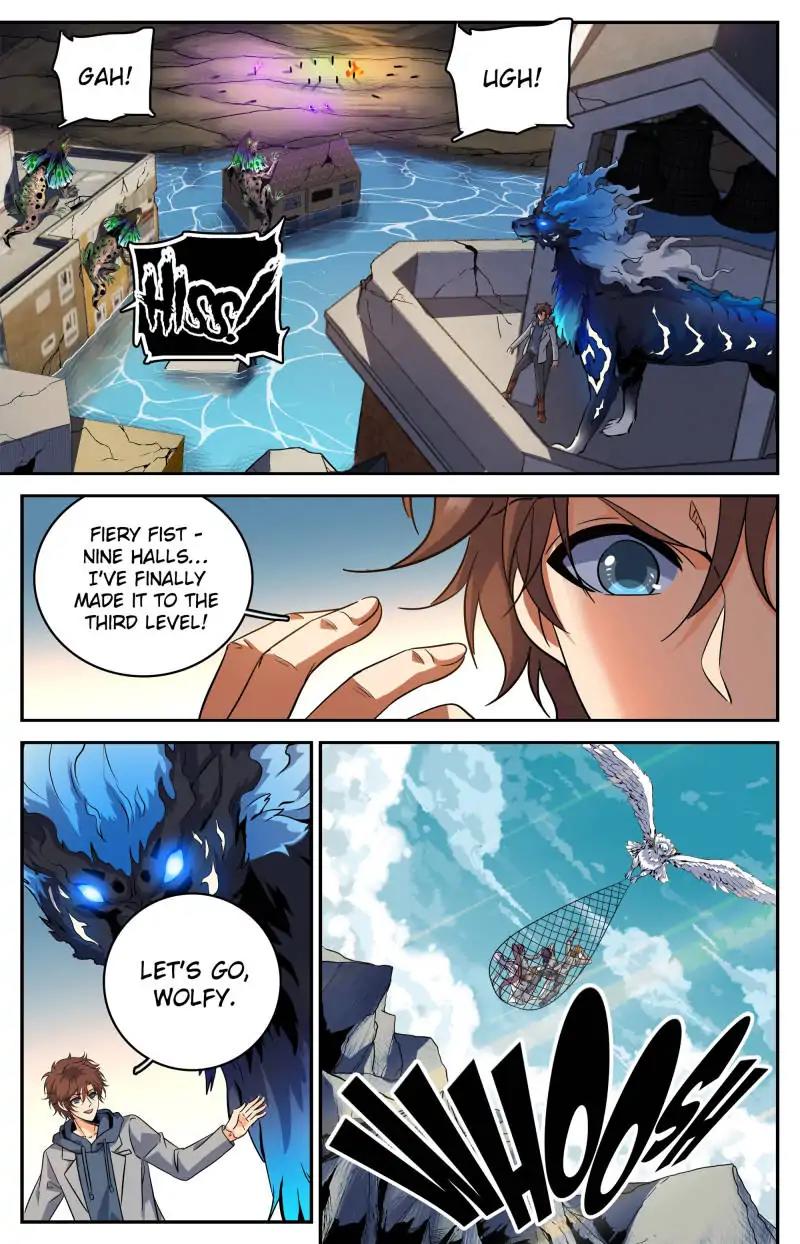 GAH!
UGH!
HISS!
FIERY FIST -
NINE HALLS...
I'VE FINALLY
MADE IT TO THE
THIRD LEVEL!
LET'S GO,
WOLFY.
WHOOSH